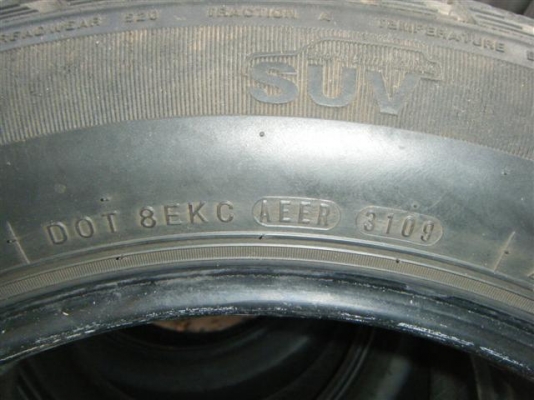 TRACTION A TEMPERATURE
SUV
DOT 8EKC AEER 3109